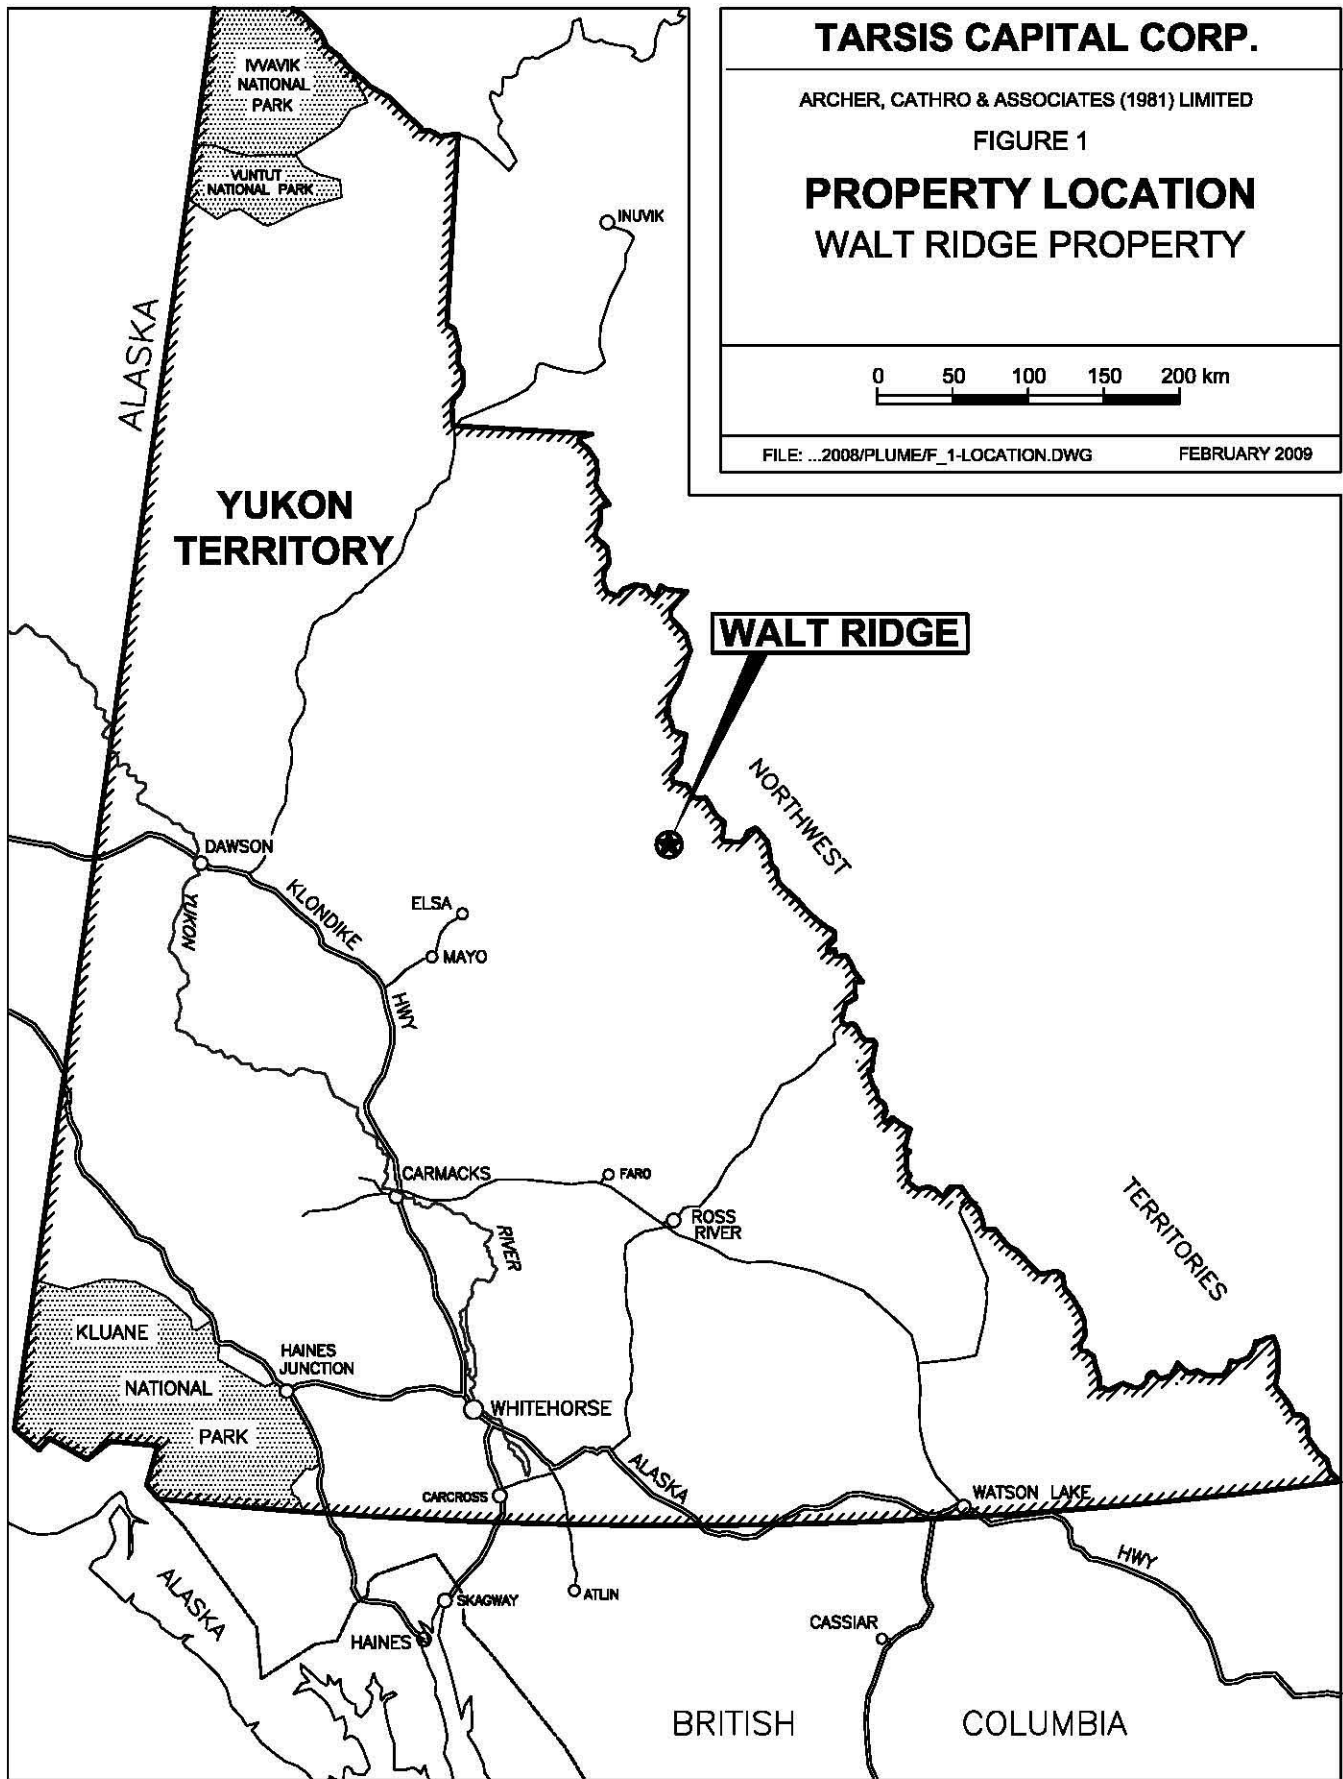 TARSIS CAPITAL CORP.
ARCHER, CATHRO & ASSOCIATES (1981) LIMITED
FIGURE 1
PROPERTY LOCATION
WALT RIDGE PROPERTY
0 50 100 150 200 km
FILE: ...2008/PLUME/F_1-LOCATION.DWG FEBRUARY 2009
IVVAVIK
NATIONAL
PARK
VUNTUT
NATIONAL PARK
INUVIK
ALASKA
YUKON
TERRITORY
WALT RIDGE
NORTHWEST
TERRITORIES
DAWSON
YUKON
KLONDIKE
HWY
ELSA
MAYO
CARMACKS
FARO
ROSS
RIVER
RIVER
KLUANE
NATIONAL
PARK
HAINES
JUNCTION
WHITEHORSE
ALASKA
CARCROSS
WATSON LAKE
HWY
ALASKA
SKAGWAY
ATLIN
HAINES
CASSIAR
BRITISH COLUMBIA